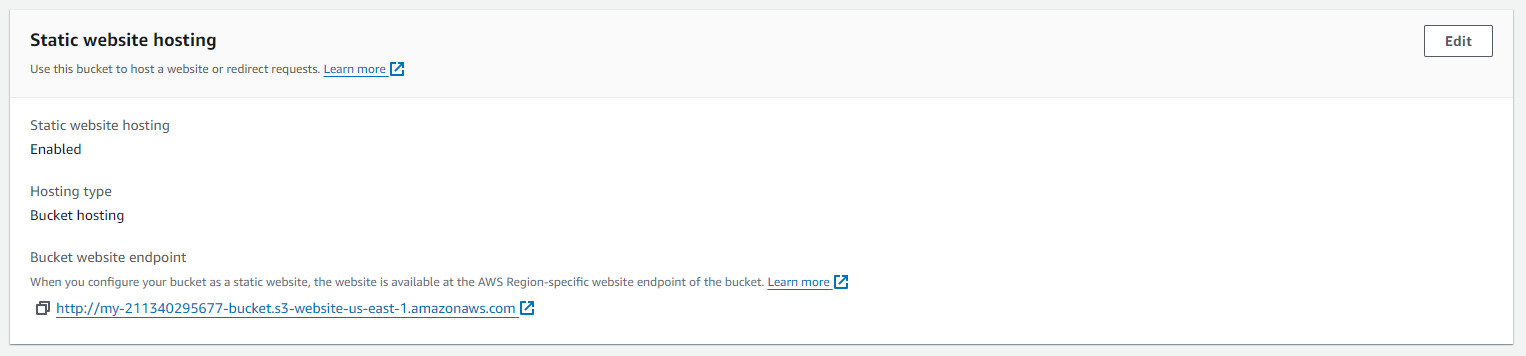 Static website hosting
Edit
Use this bucket to host a website or redirect requests. Learn more
Static website hosting
Enabled
Hosting type
Bucket hosting
Bucket website endpoint
When you configure your bucket as a static website, the website is available at the AWS Region-specific website endpoint of the bucket. Learn more
http://my-211340295677-bucket.s3-website-us-east-1.amazonaws.com